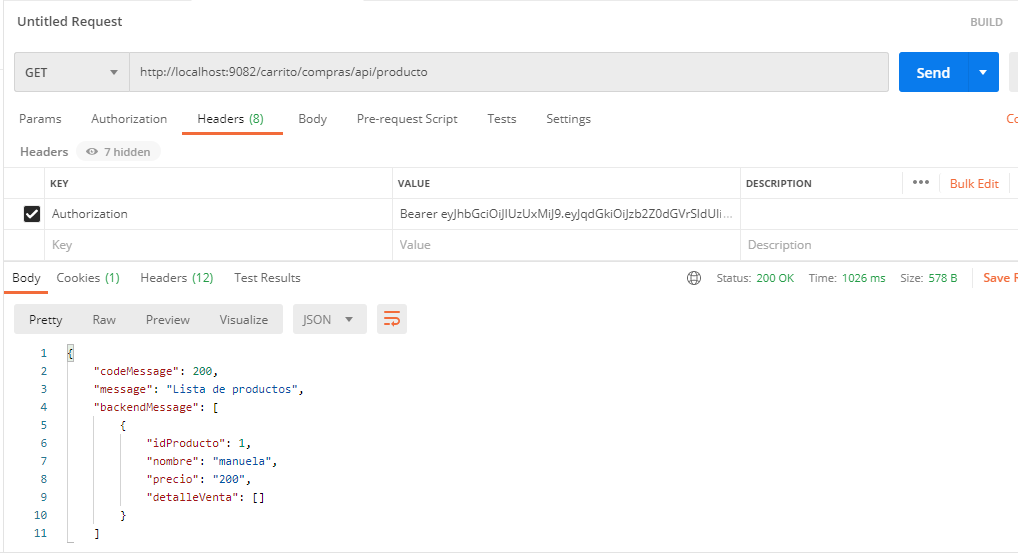 Untitled Request BUILD
GET http://localhost:9082/carrito/compras/api/producto Send
Params Authorization Headers (8) Body Pre-request Script Tests Settings Co
Headers 7 hidden
KEY VALUE DESCRIPTION ••• Bulk Edit
Authorization Bearer eyJhbGciOiJIUzUxMiJ9.eyJqdGkiOiJzb2Z0dGVrSldUIi...
Key Value Description
Body Cookies (1) Headers (12) Test Results Status: 200 OK Time: 1026 ms Size: 578 B Save R
Pretty Raw Preview Visualize JSON
1 {
2 "codeMessage": 200,
3 "message": "Lista de productos",
4 "backendMessage": [
5 {
6 "idProducto": 1,
7 "nombre": "manuela",
8 "precio": "200",
9 "detalleVenta": []
10 }
11 ]